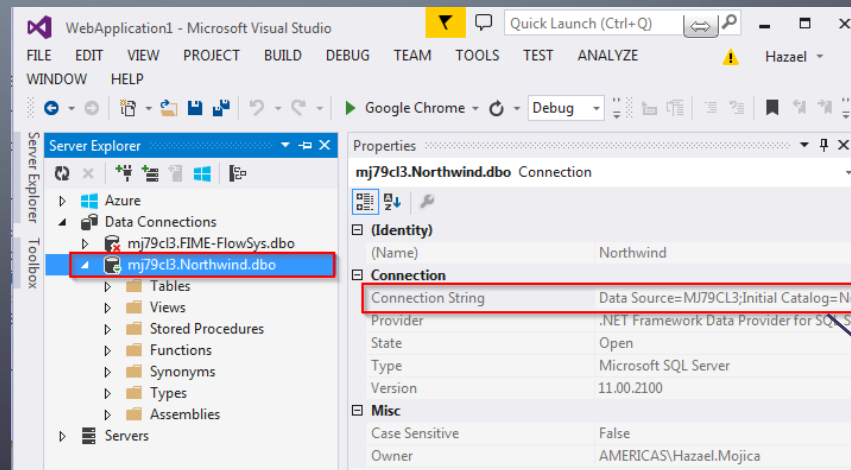 WebApplication1 - Microsoft Visual Studio
Quick Launch (Ctrl+Q)
FILE EDIT VIEW PROJECT BUILD DEBUG TEAM TOOLS TEST ANALYZE
Hazael
WINDOW HELP
Google Chrome
Debug
Server Explorer
Toolbox
Server Explorer
Azure
Data Connections
mj79cl3.FIME-FlowSys.dbo
mj79cl3.Northwind.dbo
Tables
Views
Stored Procedures
Functions
Synonyms
Types
Assemblies
Servers
Properties
mj79cl3.Northwind.dbo Connection
(Identity)
(Name) Northwind
Connection
Connection String Data Source=MJ79CL3;Initial Catalog=
Provider .NET Framework Data Provider for SQL
State Open
Type Microsoft SQL Server
Version 11.00.2100
Misc
Case Sensitive False
Owner AMERICAS\Hazael.Mojica